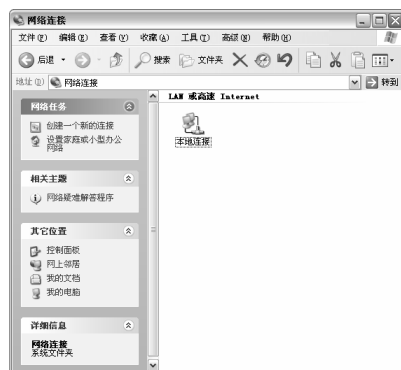 网络连接
文件(F) 编辑(E) 查看(V) 收藏(A) 工具(T) 高级(N) 帮助(H)
后退 搜索 文件夹
地址(D) 网络连接 转到
网络任务
创建一个新的连接
设置家庭或小型办公
网络
相关主题
网络疑难解答程序
其它位置
控制面板
网上邻居
我的文档
我的电脑
详细信息
网络连接
系统文件夹
LAN 或高速 Internet
本地连接